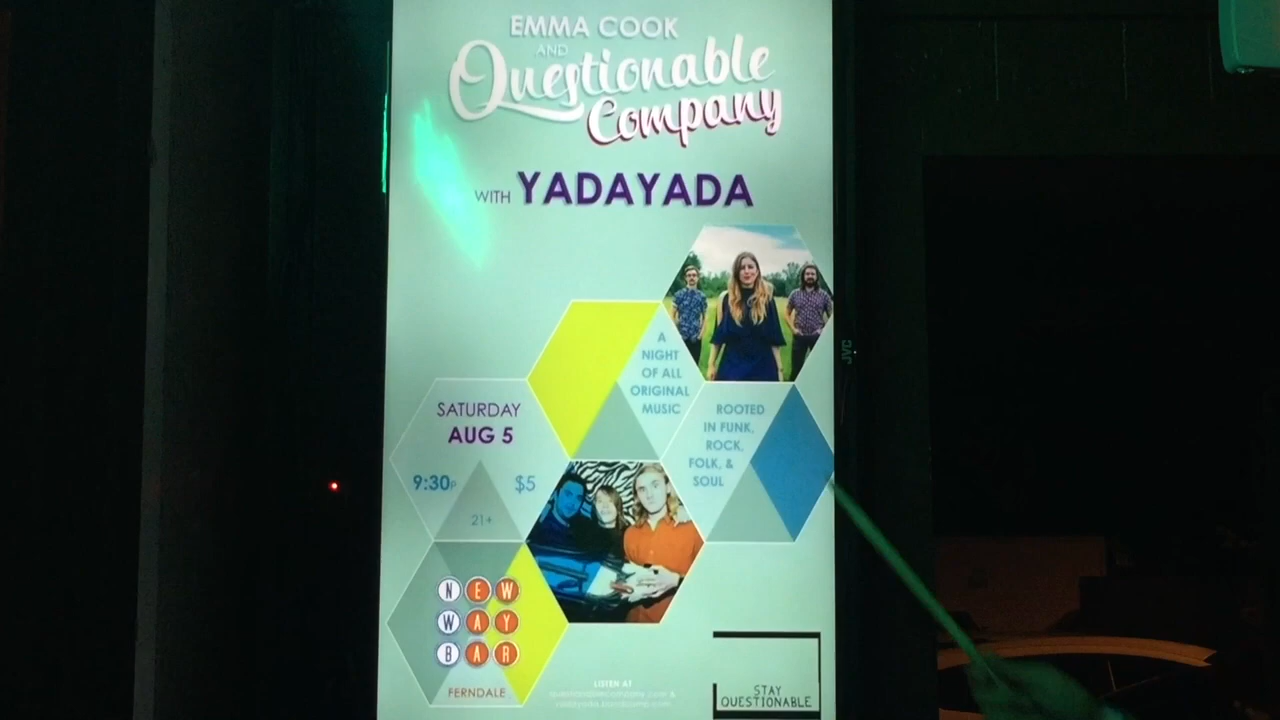 EMMA COOK
AND
Questionable
Company
WITH YADAYADA
A
NIGHT
OF ALL
ORIGINAL
MUSIC
ROOTED
IN FUNK,
ROCK,
FOLK, &
SOUL
SATURDAY
AUG 5
9:30P $5
21+
NEW
WAY
BAR
FERNDALE
LISTEN AT
STAY
QUESTIONABLE
JVC